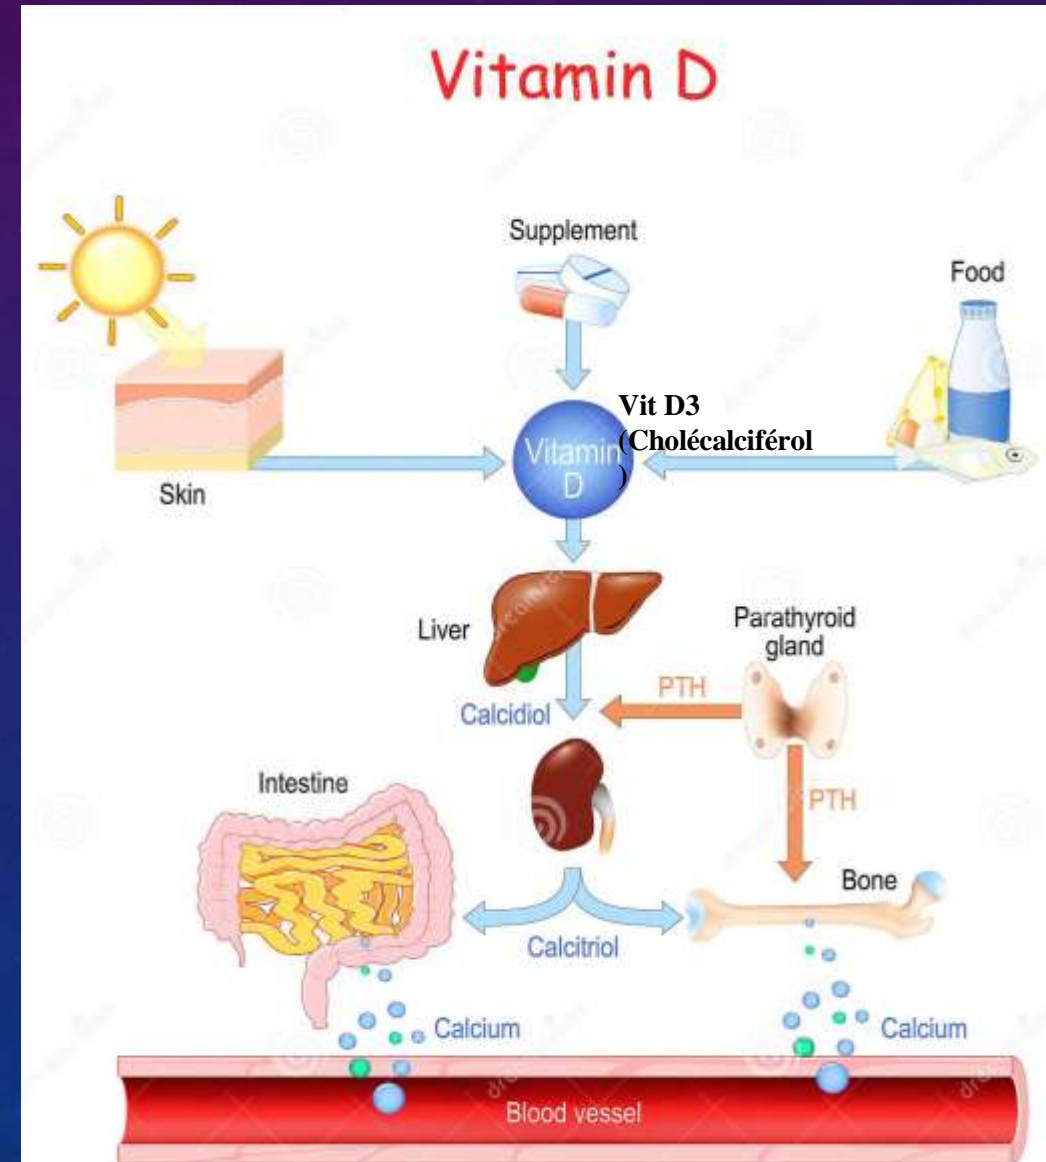 Vitamin D
Supplement
Food
Vit D3
(Cholécalciférol
)
Vitamin
D
Skin
Liver
Parathyroid
gland
PTH
Calcidiol
Intestine
PTH
Bone
Calcitriol
Calcium
Calcium
Blood vessel